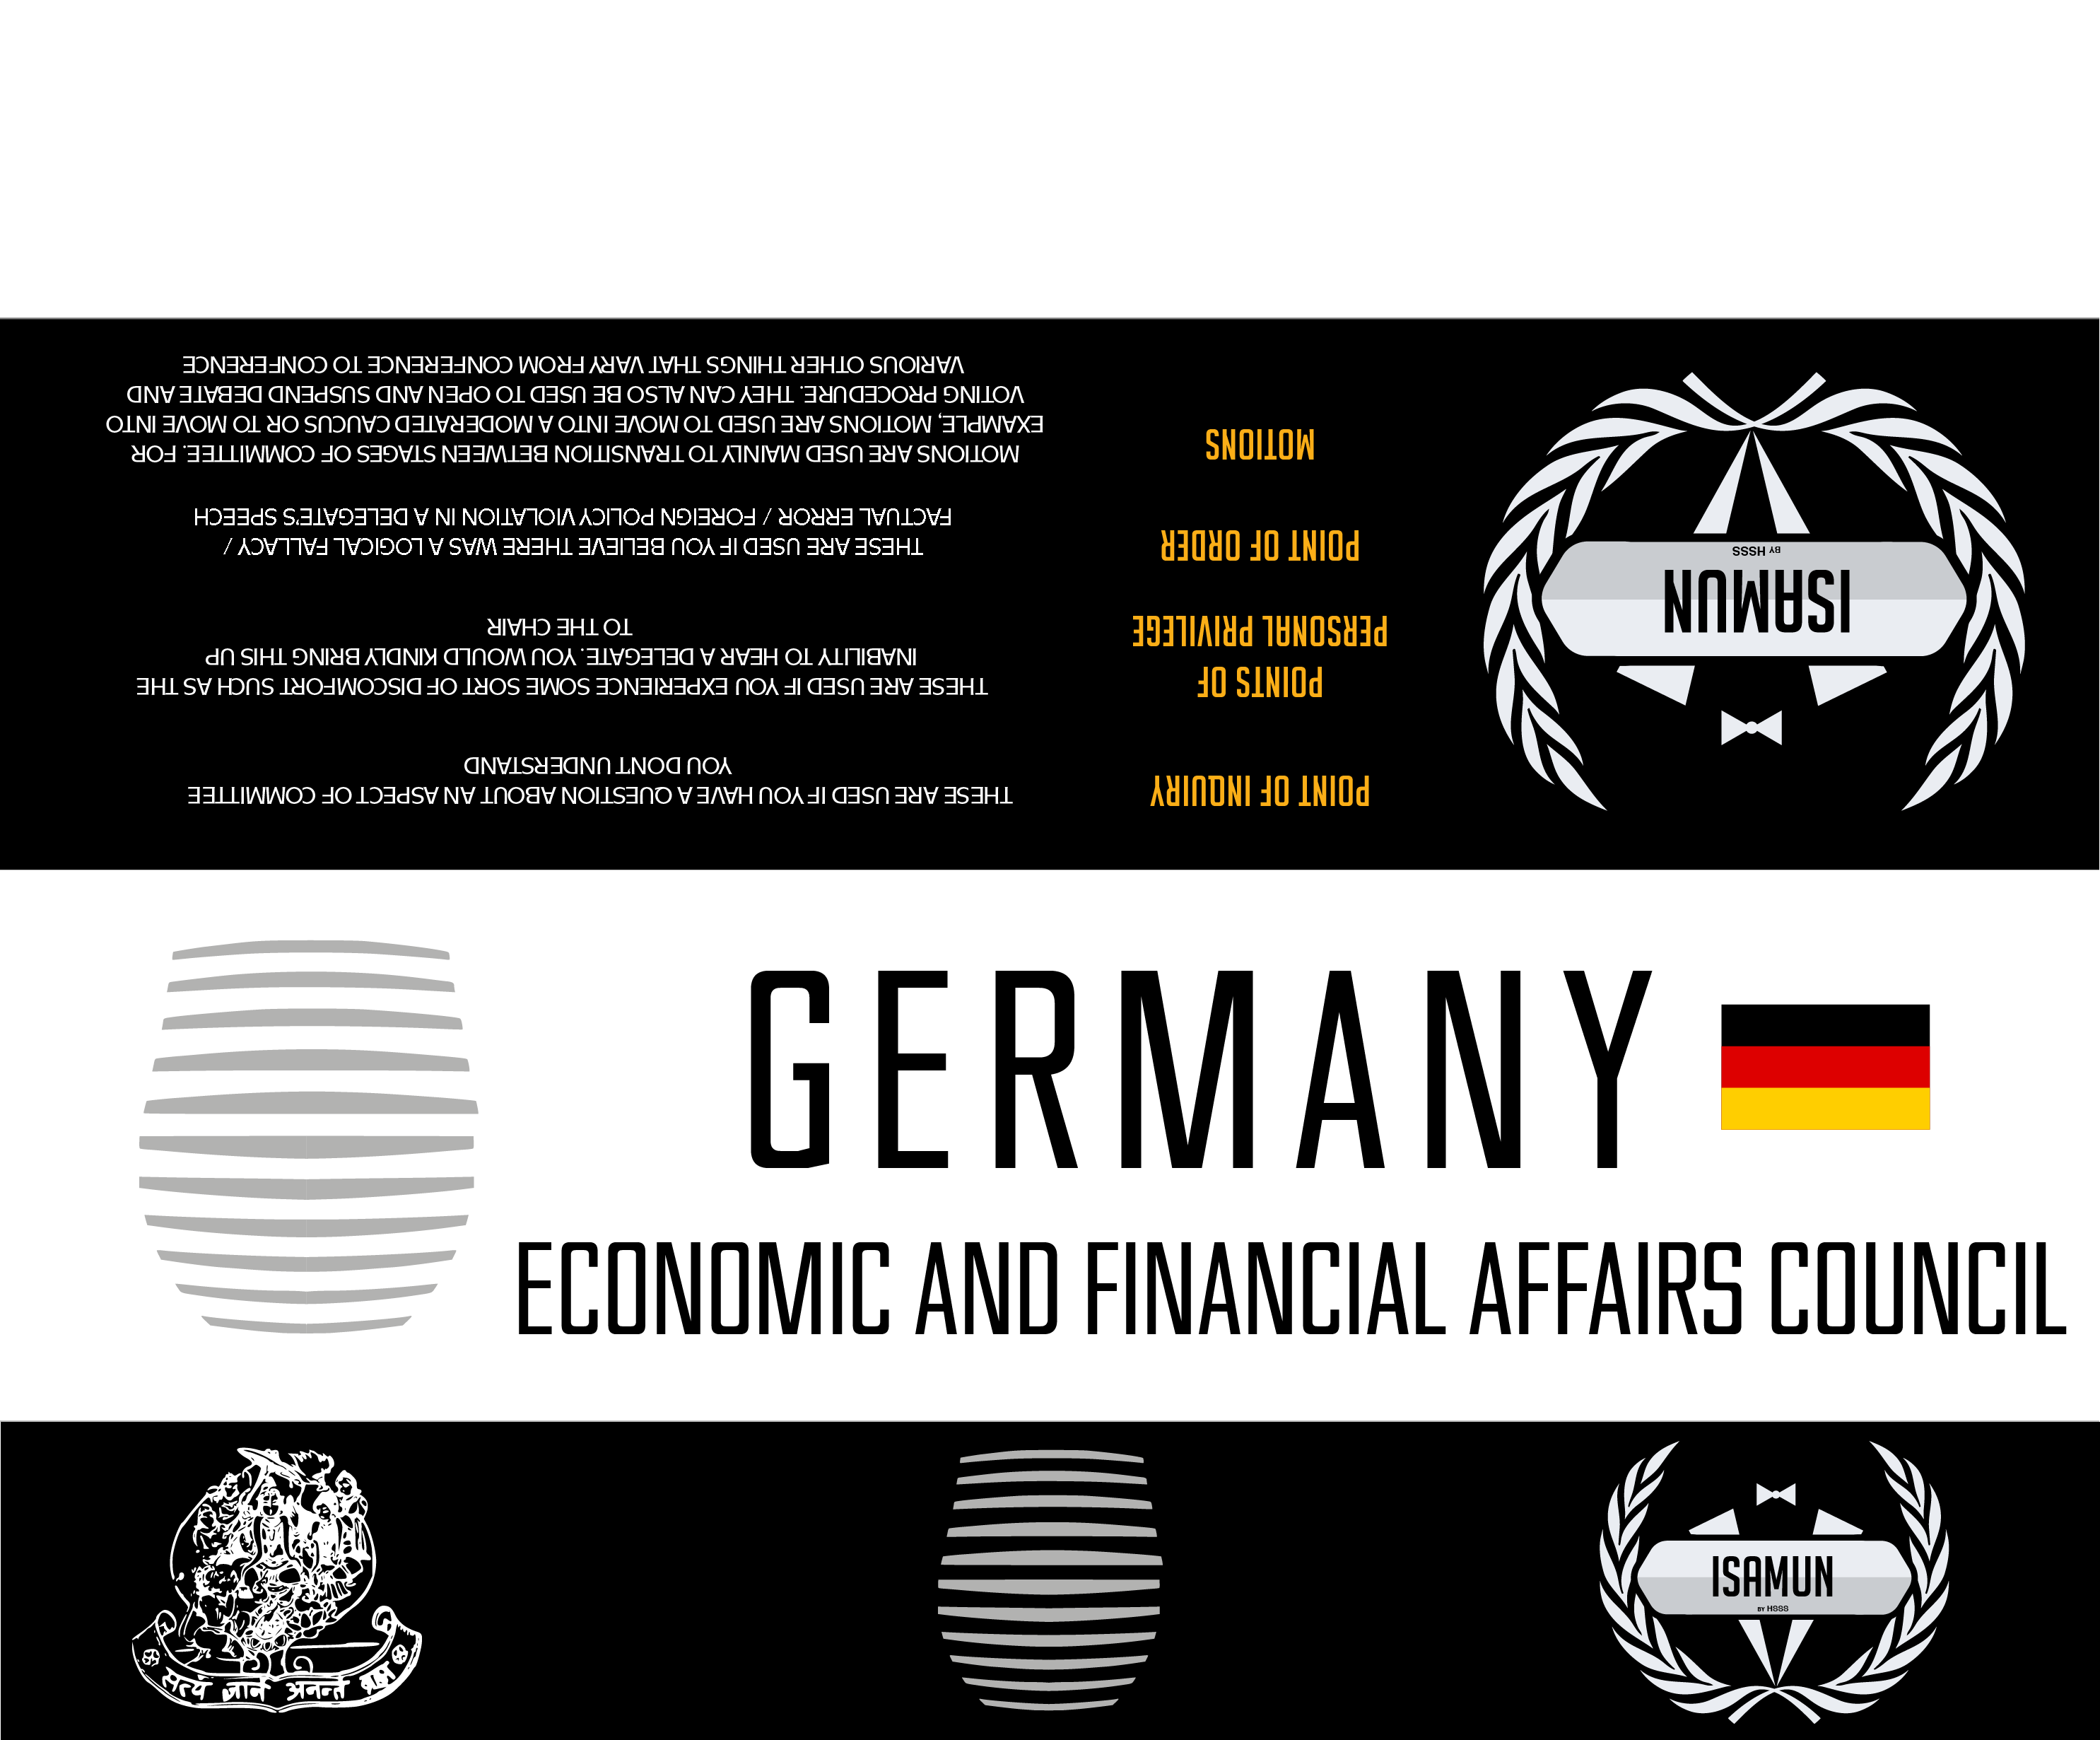 ISAMUN
BY HSSS
POINT OF INQUIRY
THESE ARE USED IF YOU HAVE A QUESTION ABOUT AN ASPECT OF COMMITTEE
YOU DON'T UNDERSTAND
POINTS OF
PERSONAL PRIVILEGE
THESE ARE USED IF YOU EXPERIENCE SOME SORT OF DISCOMFORT SUCH AS THE
INABILITY TO HEAR A DELEGATE. YOU WOULD KINDLY BRING THIS UP
TO THE CHAIR
POINT OF ORDER
THESE ARE USED IF YOU BELIEVE THERE WAS A LOGICAL FALLACY /
FACTUAL ERROR / FOREIGN POLICY VIOLATION IN A DELEGATE'S SPEECH
MOTIONS
MOTIONS ARE USED MAINLY TO TRANSITION BETWEEN STAGES OF COMMITTEE. FOR
EXAMPLE, MOTIONS ARE USED TO MOVE INTO A MODERATED CAUCUS OR TO MOVE INTO
VOTING PROCEDURE. THEY CAN ALSO BE USED TO OPEN AND SUSPEND DEBATE AND
VARIOUS OTHER THINGS THAT VARY FROM CONFERENCE TO CONFERENCE
GERMANY
ECONOMIC AND FINANCIAL AFFAIRS COUNCIL
सत्यं ज्ञानं अनन्तं ब्रह्म
ISAMUN
BY HSSS